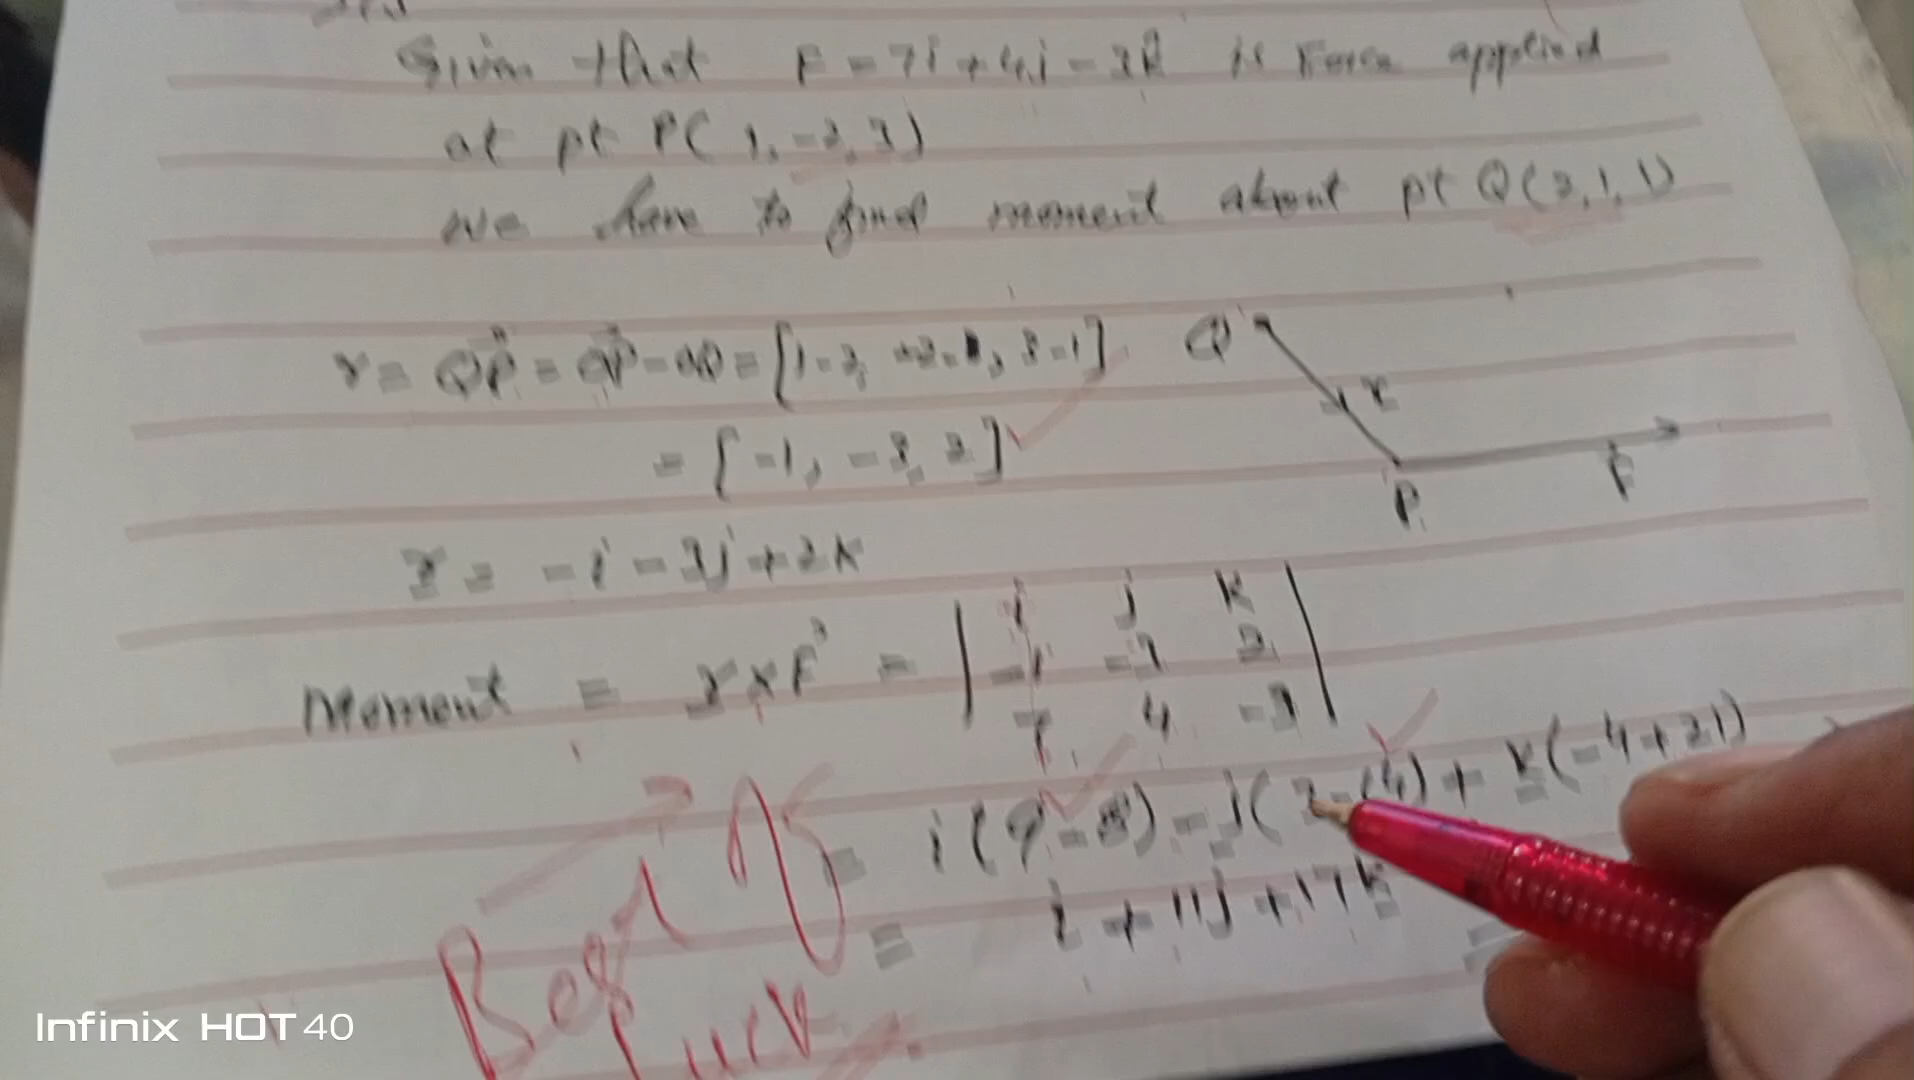 Given that F = 7i + 4j - 3k̂ is Force applied
at pt P(1, -2, 3)
we have to find moment about pt Q(2, 1, 1)
r = QP = OP - OQ = [1-2, -2-1, 3-1]
= [-1, -3, 2]
Q
r
P
F
r = -i - 3j + 2k
Moment = r x F =
i j k
-1 -3 2
7 4 -3
= i(9-8) - j(3-14) + k(-4+21)
= i + 11j + 17k
Best
Luck
Infinix HOT 40